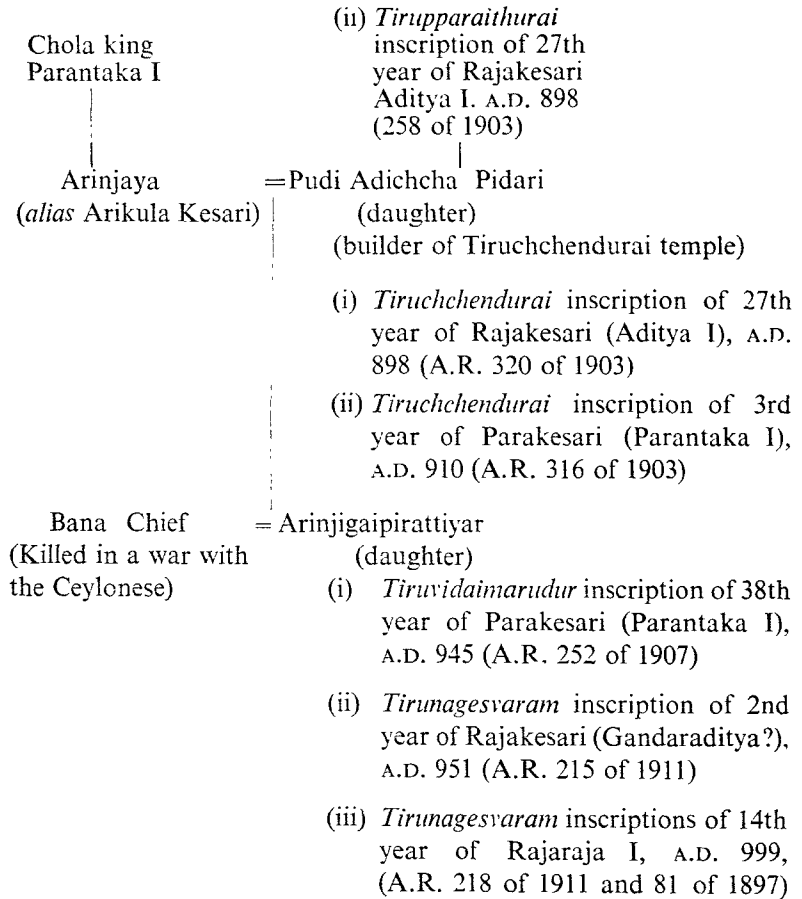 Chola king
Parantaka I
(ii) Tirupparaithurai
inscription of 27th
year of Rajakesari
Aditya I. A.D. 898
(258 of 1903)
Arinjaya
(alias Arikula Kesari)
=Pudi Adichcha Pidari
(daughter)
(builder of Tiruchchendurai temple)
(i) Tiruchchendurai inscription of 27th
year of Rajakesari (Aditya I), A.D.
898 (A.R. 320 of 1903)
(ii) Tiruchchendurai inscription of 3rd
year of Parakesari (Parantaka I),
A.D. 910 (A.R. 316 of 1903)
Bana Chief
(Killed in a war with
the Ceylonese)
= Arinjigaipirattiyar
(daughter)
(i) Tiruvidaimarudur inscription of 38th
year of Parakesari (Parantaka I),
A.D. 945 (A.R. 252 of 1907)
(ii) Tirunagesvaram inscription of 2nd
year of Rajakesari (Gandaraditya?),
A.D. 951 (A.R. 215 of 1911)
(iii) Tirunagesvaram inscriptions of 14th
year of Rajaraja I, A.D. 999,
(A.R. 218 of 1911 and 81 of 1897)